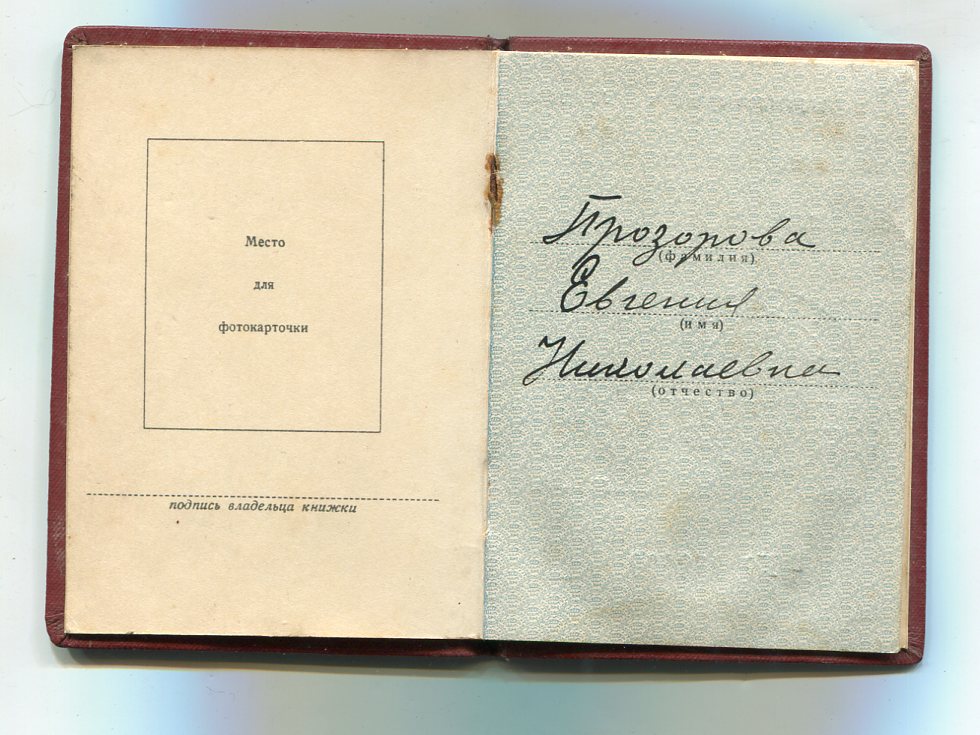 Место
для
фотокарточки
подпись владельца книжки
Прозорова
(фамилия)
Евгения
(имя)
Николаевна
(отчество)